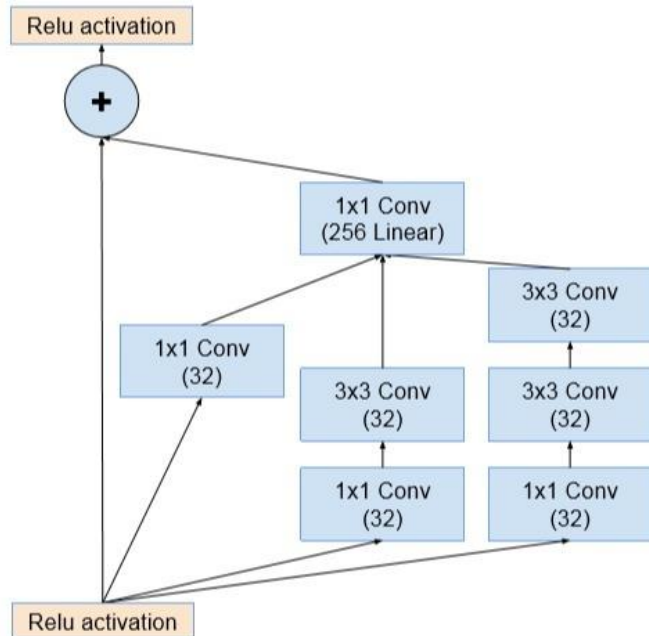 Relu activation
+
1x1 Conv
(256 Linear)
3x3 Conv
(32)
1x1 Conv
(32)
3x3 Conv
(32)
3x3 Conv
(32)
1x1 Conv
(32)
1x1 Conv
(32)
Relu activation